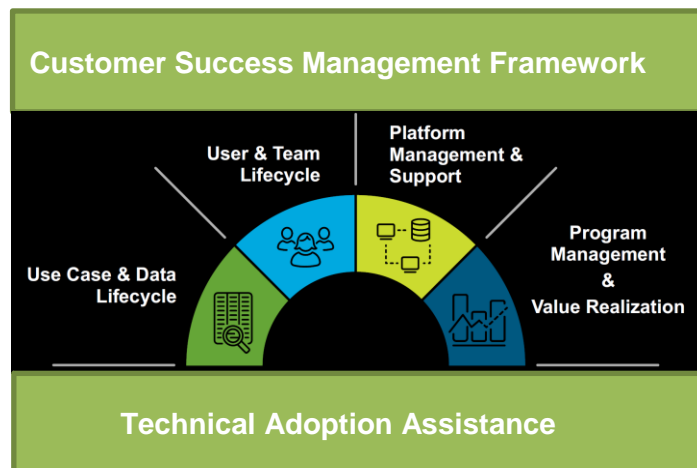 Customer Success Management Framework
User & Team
Lifecycle
Platform
Management &
Support
Use Case & Data
Lifecycle
Program
Management
&
Value Realization
Technical Adoption Assistance